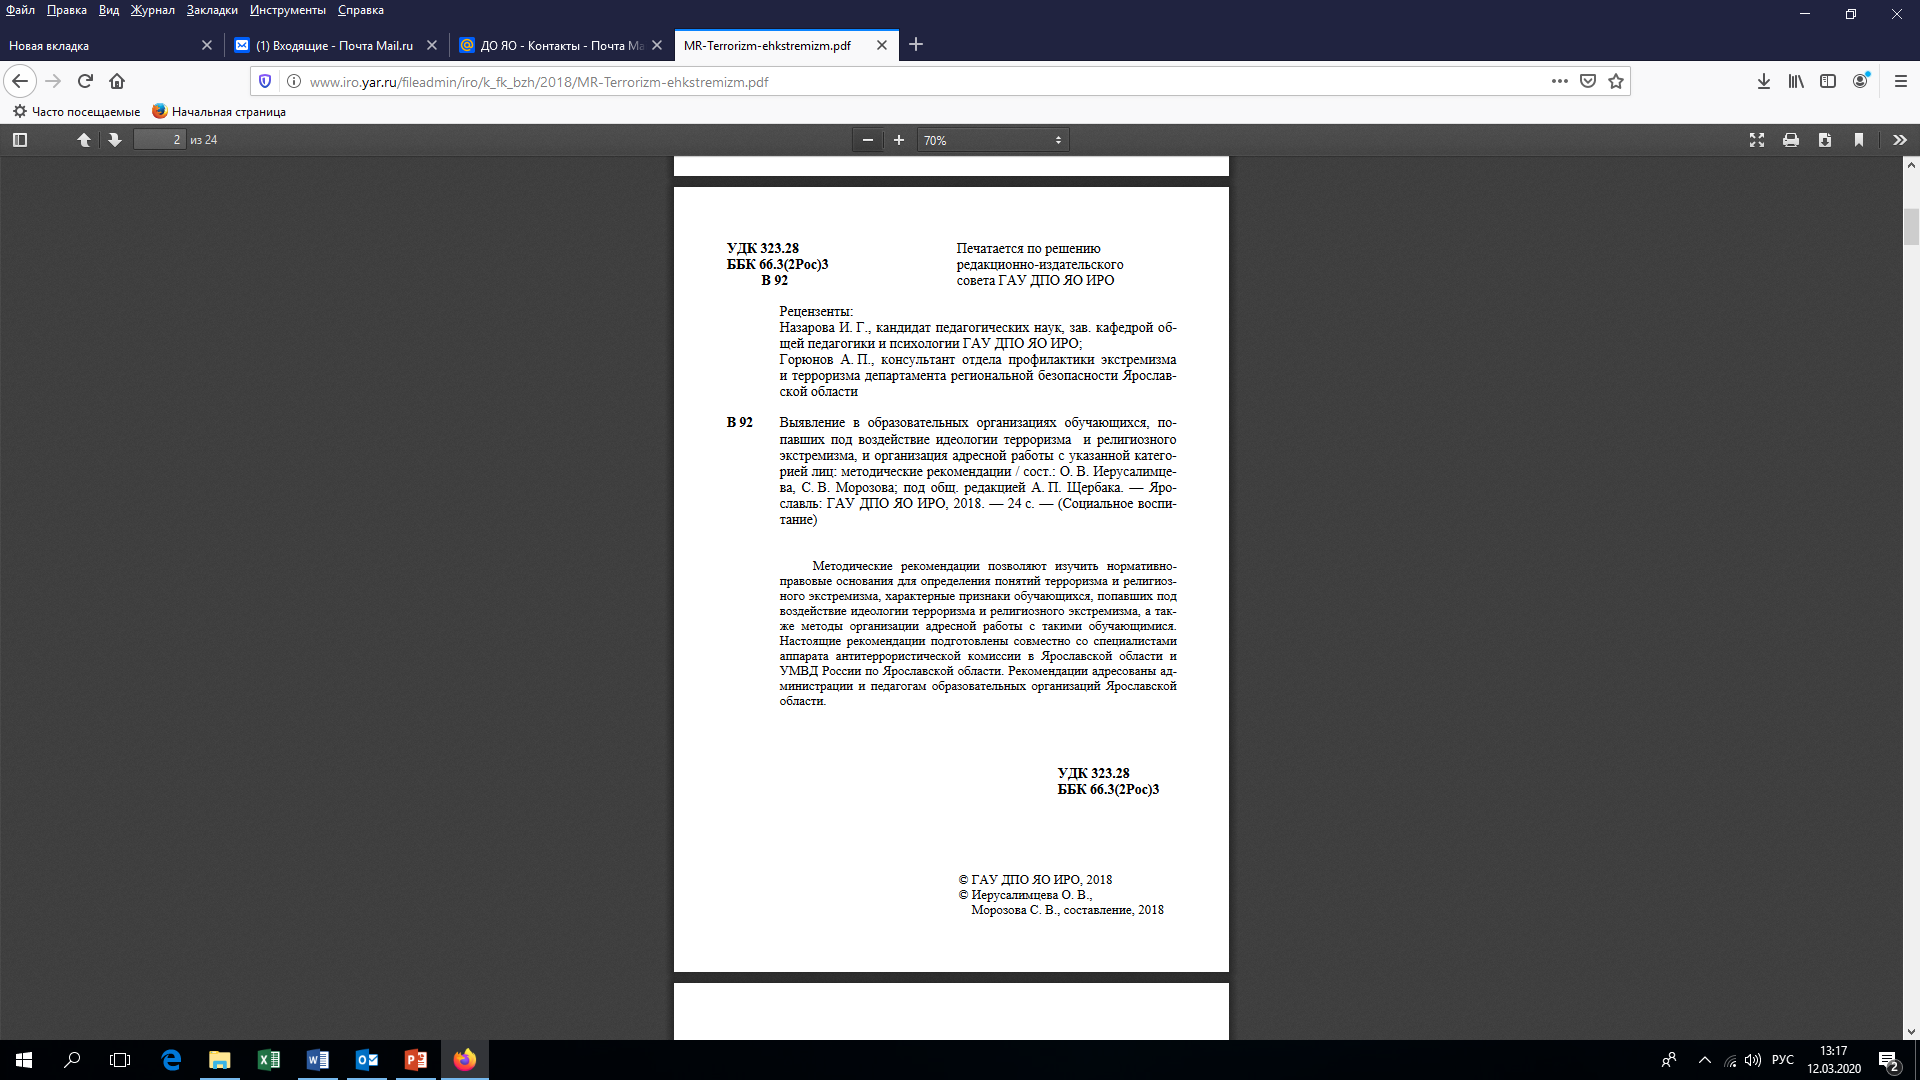 Файл Правка Вид Журнал Закладки Инструменты Справка
Новая вкладка
(1) Входящие - Почта Mail.ru
ДО ЯО - Контакты - Почта Ma
MR-Terrorizm-ehkstremizm.pdf
www.iro.yar.ru/fileadmin/iro/k_fk_bzh/2018/MR-Terrorizm-ehkstremizm.pdf
Часто посещаемые Начальная страница
2 из 24
70%
УДК 323.28
ББК 66.3(2Рос)3
В 92
Печатается по решению
редакционно-издательского
совета ГАУ ДПО ЯО ИРО
Рецензенты:
Назарова И. Г., кандидат педагогических наук, зав. кафедрой об-
щей педагогики и психологии ГАУ ДПО ЯО ИРО;
Горюнов А. П., консультант отдела профилактики экстремизма
и терроризма департамента региональной безопасности Ярослав-
ской области
В 92 Выявление в образовательных организациях обучающихся, по-
павших под воздействие идеологии терроризма и религиозного
экстремизма, и организация адресной работы с указанной катего-
рией лиц: методические рекомендации / сост.: О. В. Иерусалимце-
ва, С. В. Морозова; под общ. редакцией А. П. Щербака. — Яро-
славль: ГАУ ДПО ЯО ИРО, 2018. — 24 с. — (Социальное воспи-
тание)
Методические рекомендации позволяют изучить нормативно-
правовые основания для определения понятий терроризма и религиоз-
ного экстремизма, характерные признаки обучающихся, попавших под
воздействие идеологии терроризма и религиозного экстремизма, а так-
же методы организации адресной работы с такими обучающимися.
Настоящие рекомендации подготовлены совместно со специалистами
аппарата антитеррористической комиссии в Ярославской области и
УМВД России по Ярославской области. Рекомендации адресованы ад-
министрации и педагогам образовательных организаций Ярославской
области.
УДК 323.28
ББК 66.3(2Рос)3
© ГАУ ДПО ЯО ИРО, 2018
© Иерусалимцева О. В.,
Морозова С. В., составление, 2018
РУС
13:17
12.03.2020
2